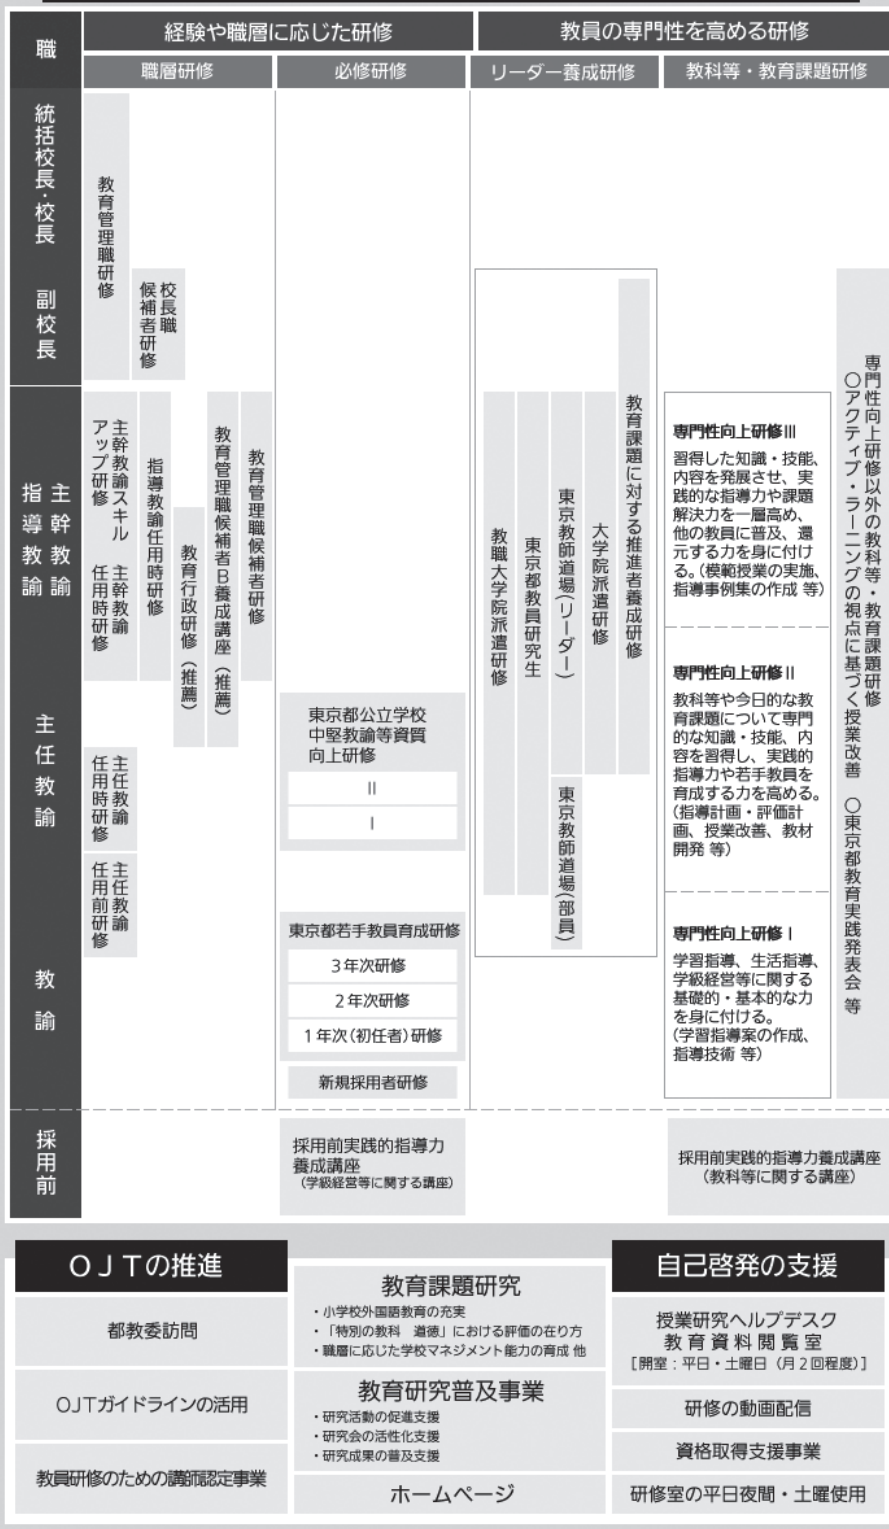 職
経験や職層に応じた研修
教員の専門性を高める研修
職層研修
必修研修
リーダー養成研修
教科等・教育課題研修
統括校長・校長
副校長
主幹教諭
指導教諭
主任教諭
教諭
採用前
教育管理職研修
校長職
候補者研修
主幹教諭スキル
アップ研修
主幹教諭
任用時研修
指導教諭任用時研修
教育行政研修（推薦）
教育管理職候補者B養成講座（推薦）
教育管理職候補者研修
主任教諭
任用時研修
主任教諭
任用前研修
東京都公立学校
中堅教諭等資質
向上研修
Ⅱ
Ⅰ
東京都若手教員育成研修
3年次研修
2年次研修
1年次(初任者)研修
新規採用者研修
採用前実践的指導力
養成講座
(学級経営等に関する講座)
教職大学院派遣研修
東京都教員研究生
東京教師道場(リーダー)
東京教師道場(部員)
大学院派遣研修
教育課題に対する推進者養成研修
専門性向上研修Ⅲ
習得した知識・技能、
内容を発展させ、実
践的な指導力や課題
解決力を一層高め、
他の教員に普及、還
元する力を身に付け
る。(模範授業の実施、
指導事例集の作成 等)
専門性向上研修Ⅱ
教科等や今日的な教
育課題について専門
的な知識・技能、内
容を習得し、実践的
指導力や若手教員を
育成する力を高める。
(指導計画・評価計
画、授業改善、教材
開発 等)
専門性向上研修Ⅰ
学習指導、生活指導、
学級経営等に関する
基礎的・基本的な力
を身に付ける。
(学習指導案の作成、
指導技術 等)
専門性向上研修以外の教科等・教育課題研修
○アクティブ・ラーニングの視点に基づく授業改善　○東京都教育実践発表会 等
採用前実践的指導力養成講座
(教科等に関する講座)
OJTの推進
都教委訪問
OJTガイドラインの活用
教員研修のための講師認定事業
教育課題研究
・小学校外国語教育の充実
・「特別の教科　道徳」における評価の在り方
・職層に応じた学校マネジメント能力の育成 他
教育研究普及事業
・研究活動の促進支援
・研究会の活性化支援
・研究成果の普及支援
ホームページ
自己啓発の支援
授業研究ヘルプデスク
教育資料閲覧室
[開室：平日・土曜日（月2回程度）]
研修の動画配信
資格取得支援事業
研修室の平日夜間・土曜使用